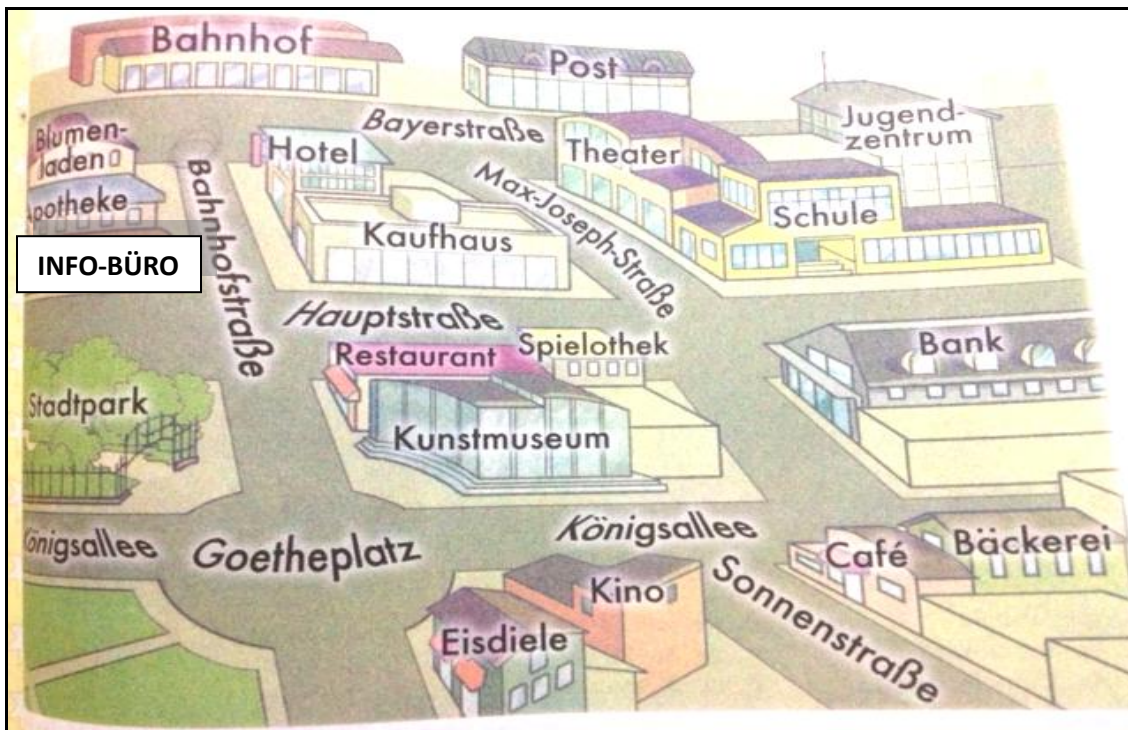 Bahnhof
Post
Jugend-
zentrum
Bayerstraße
Blumen-
laden
Hotel
Theater
Apotheke
Bahnhofstraße
Max-Joseph-Straße
Schule
Kaufhaus
INFO-BÜRO
Hauptstraße
Spielothek
Bank
Restaurant
Stadtpark
Kunstmuseum
Königsallee
Goetheplatz
Königsallee
Café
Bäckerei
Kino
Sonnenstraße
Eisdiele